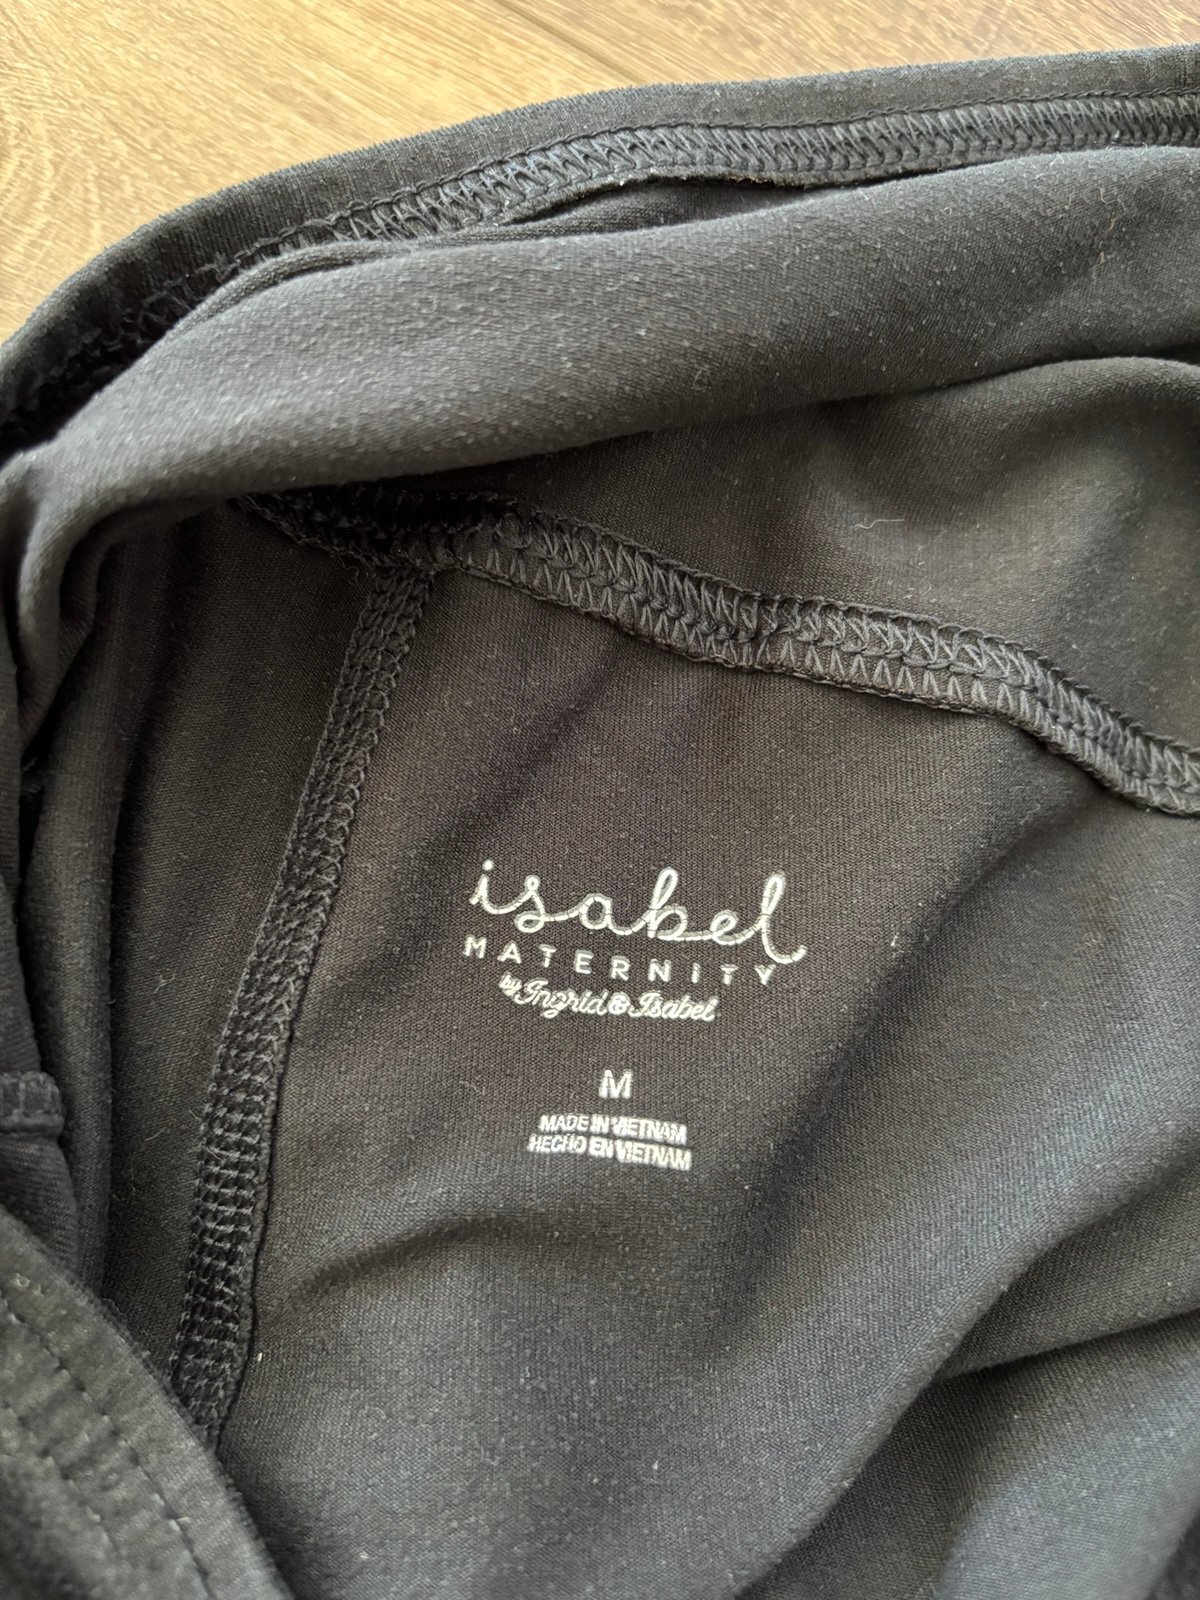 isabel
MATERNITY
by Ingrid & Isabel
M
MADE IN VIETNAM
HECHO EN VIETNAM